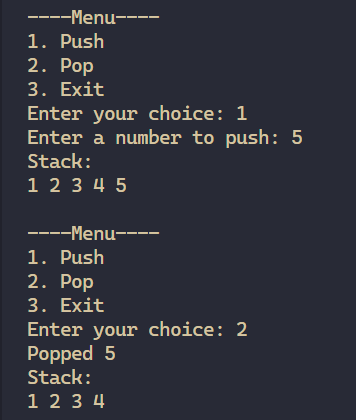 ----Menu----
1. Push
2. Pop
3. Exit
Enter your choice: 1
Enter a number to push: 5
Stack:
1 2 3 4 5

----Menu----
1. Push
2. Pop
3. Exit
Enter your choice: 2
Popped 5
Stack:
1 2 3 4